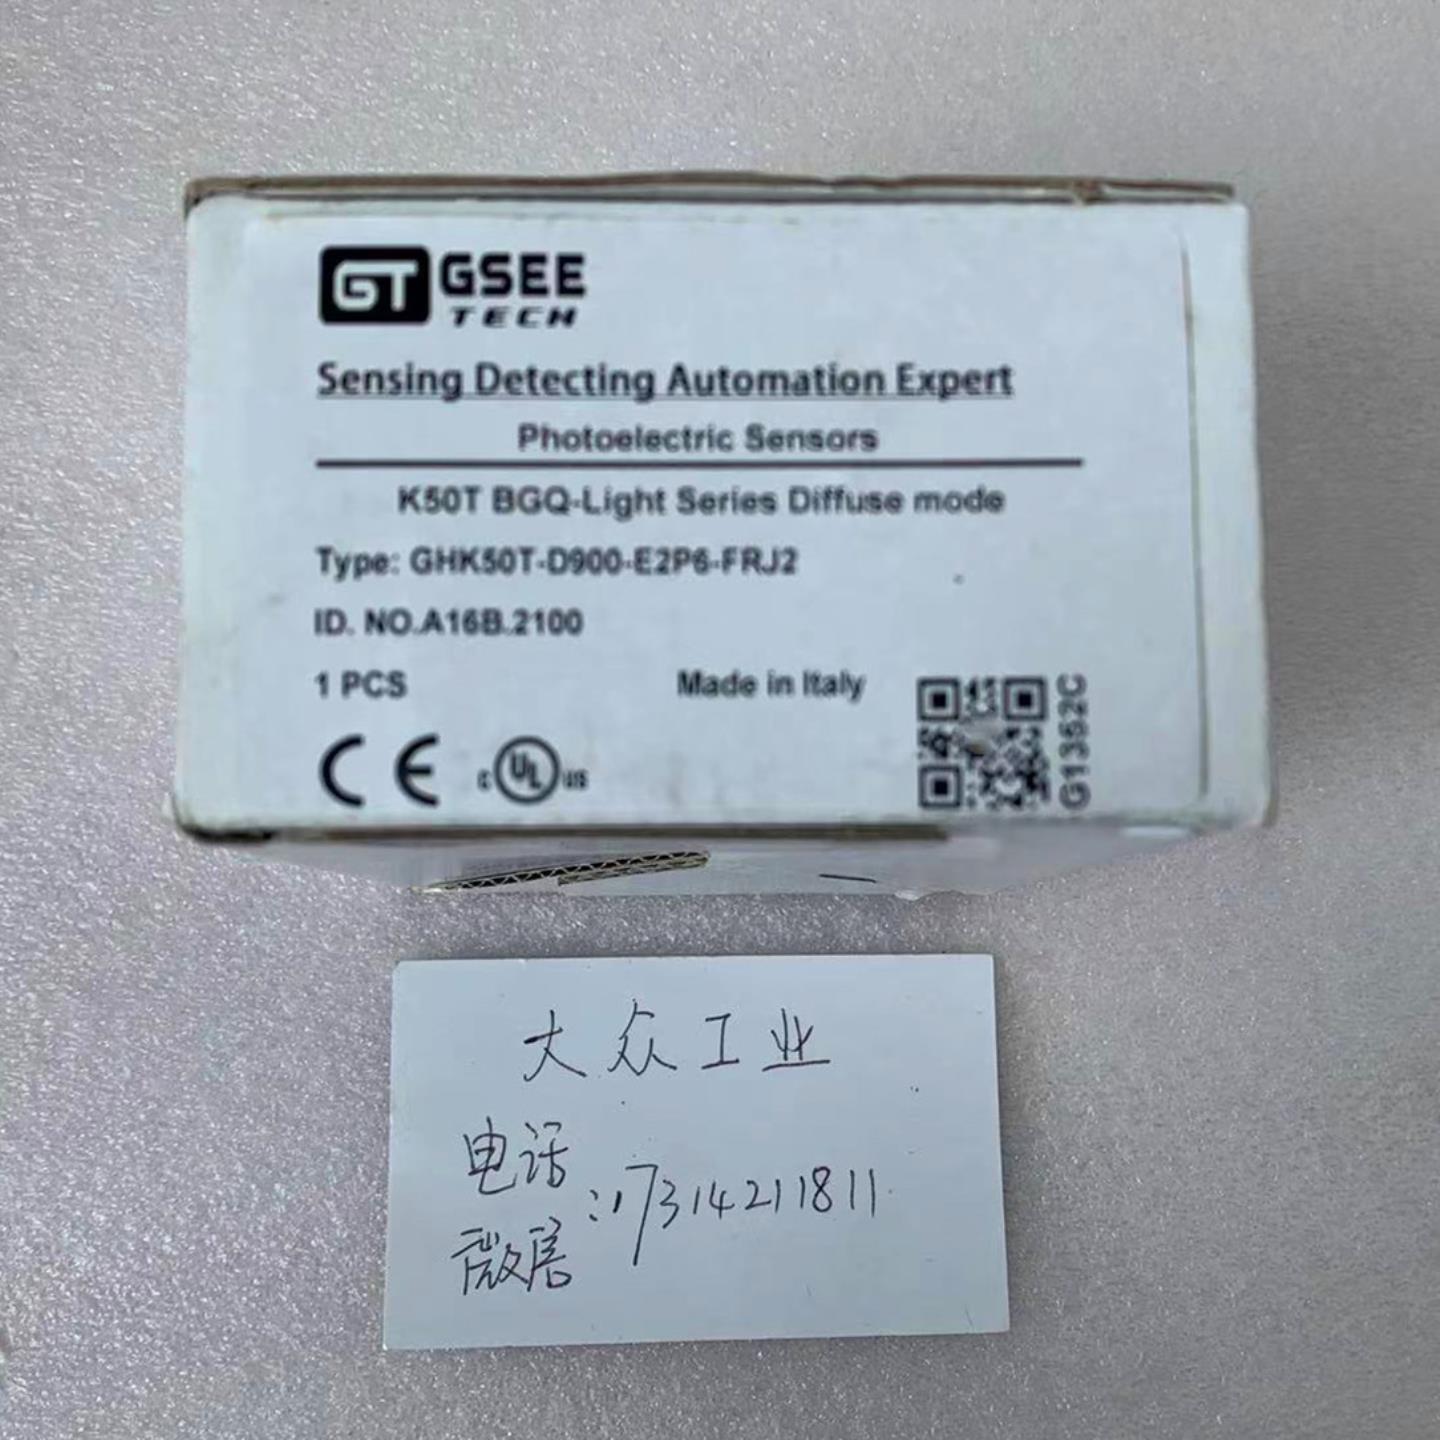 GT GSEE
TECH
Sensing Detecting Automation Expert
Photoelectric Sensors
K50T BGQ-Light Series Diffuse mode
Type: GHK50T-D900-E2P6-FRJ2
ID. NO.A16B.2100
1 PCS Made in Italy
G1352C
CE c UL us
大众工业
电话
:17314211811
微信